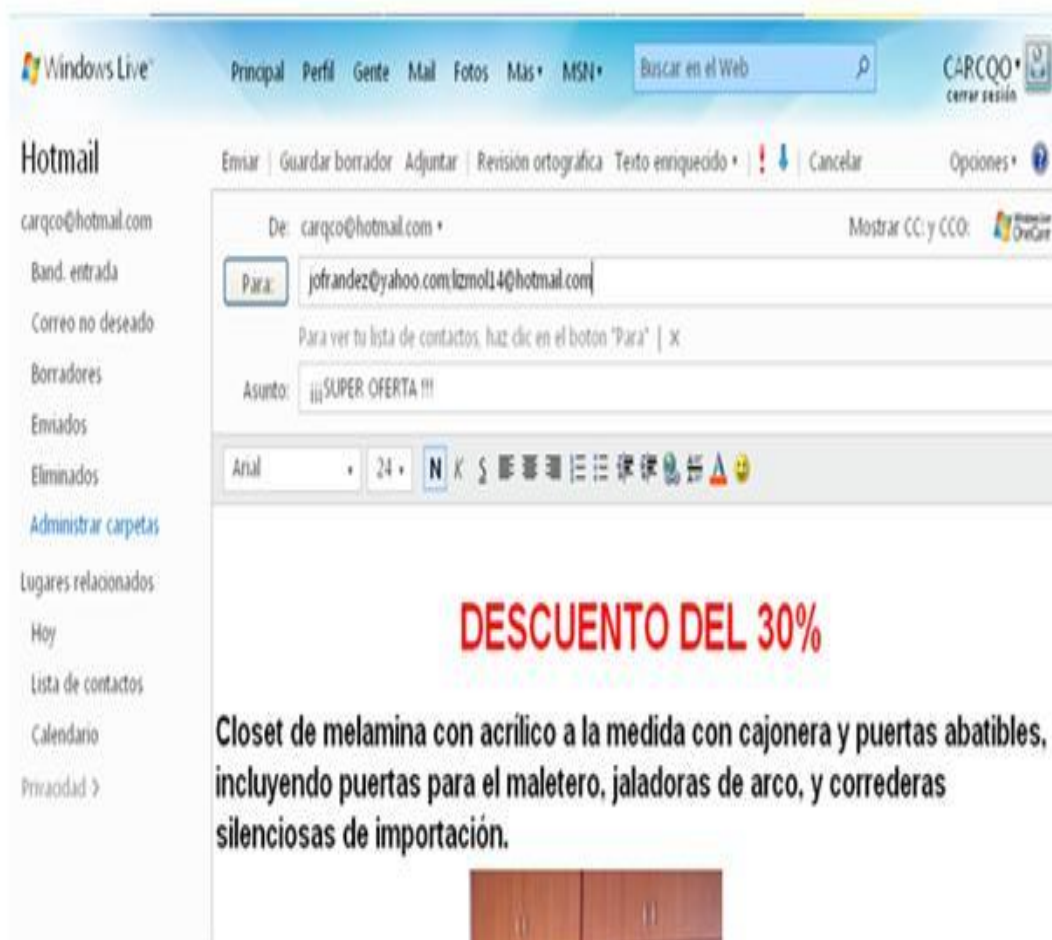 Windows Live
Principal Perfil Gente Mail Fotos Mas MSN Buscar en el Web CARCQO
cerrar sesión
Hotmail
Enviar | Guardar borrador Adjuntar | Revisión ortográfica Texto enriquecido | ! | Cancelar Opciones
carqco@hotmail.com
De: carqco@hotmail.com Mostrar CC: y CCO: Windows Live OneCare
Band. entrada
Para: jofrandez@yahoo.com;lizmol14@hotmail.com
Correo no deseado
Para ver tu lista de contactos, haz clic en el boton "Para" | x
Borradores
Asunto: ¡¡¡SUPER OFERTA !!!
Enviados
Eliminados
Arial 24 N K S
Administrar carpetas
Lugares relacionados
Hoy
Lista de contactos
Calendario
Privacidad >
DESCUENTO DEL 30%
Closet de melamina con acrílico a la medida con cajonera y puertas abatibles,
incluyendo puertas para el maletero, jaladoras de arco, y correderas
silenciosas de importación.